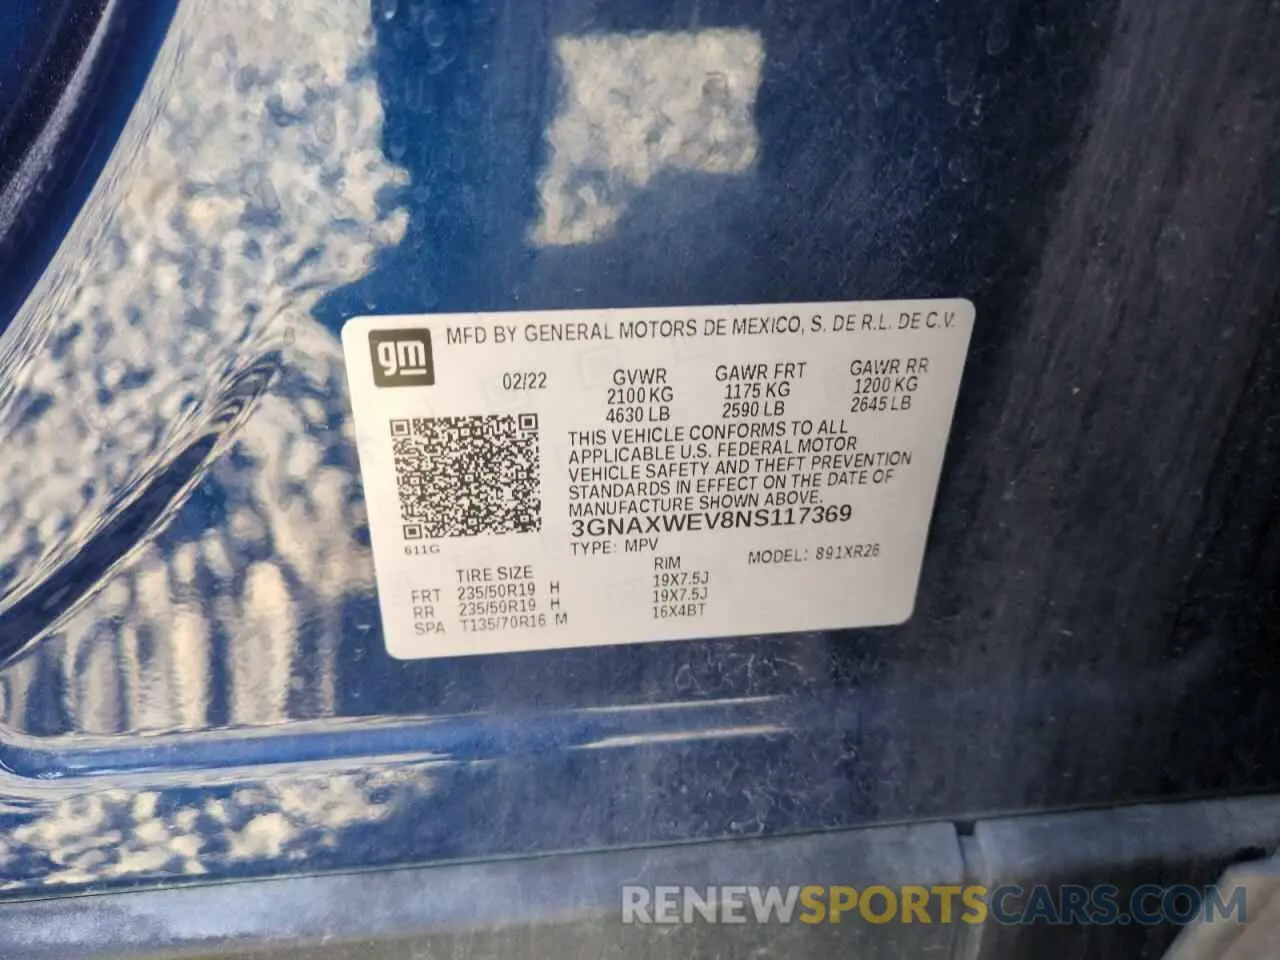 gm
MFD BY GENERAL MOTORS DE MEXICO, S. DE R.L. DE C.V.
02/22 GVWR GAWR FRT GAWR RR
2100 KG 1175 KG 1200 KG
4630 LB 2590 LB 2645 LB
THIS VEHICLE CONFORMS TO ALL
APPLICABLE U.S. FEDERAL MOTOR
VEHICLE SAFETY AND THEFT PREVENTION
STANDARDS IN EFFECT ON THE DATE OF
MANUFACTURE SHOWN ABOVE.
3GNAXWEV8NS117369
611G
TYPE: MPV MODEL: 891XR26
TIRE SIZE RIM
FRT 235/50R19 H 19X7.5J
RR 235/50R19 H 19X7.5J
SPA T135/70R16 M 16X4BT
RENEWSPORTSCARS.COM